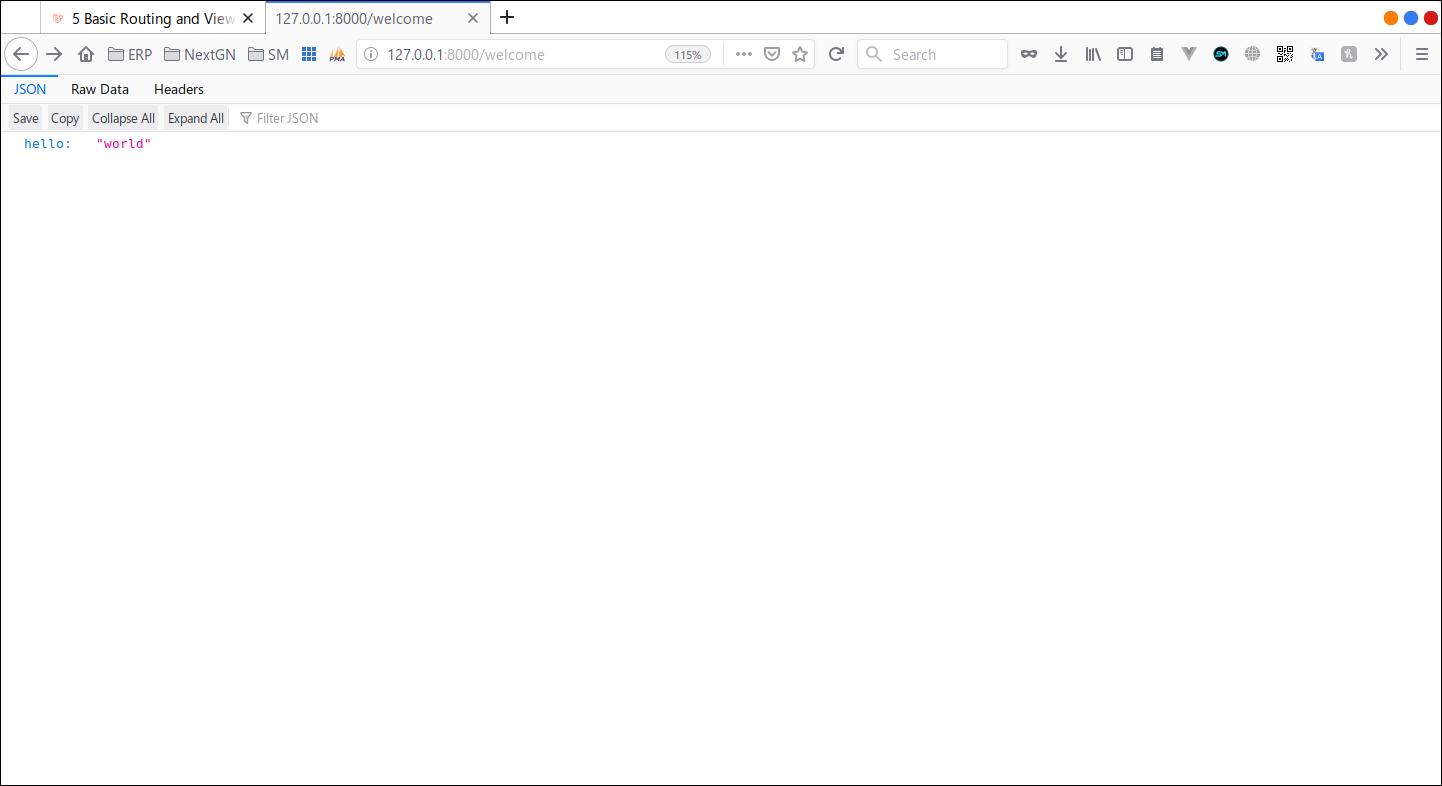 5 Basic Routing and View
127.0.0.1:8000/welcome
ERP NextGN SM PMA 127.0.0.1:8000/welcome 115% Search SM
JSON Raw Data Headers
Save Copy Collapse All Expand All Filter JSON
hello: "world"